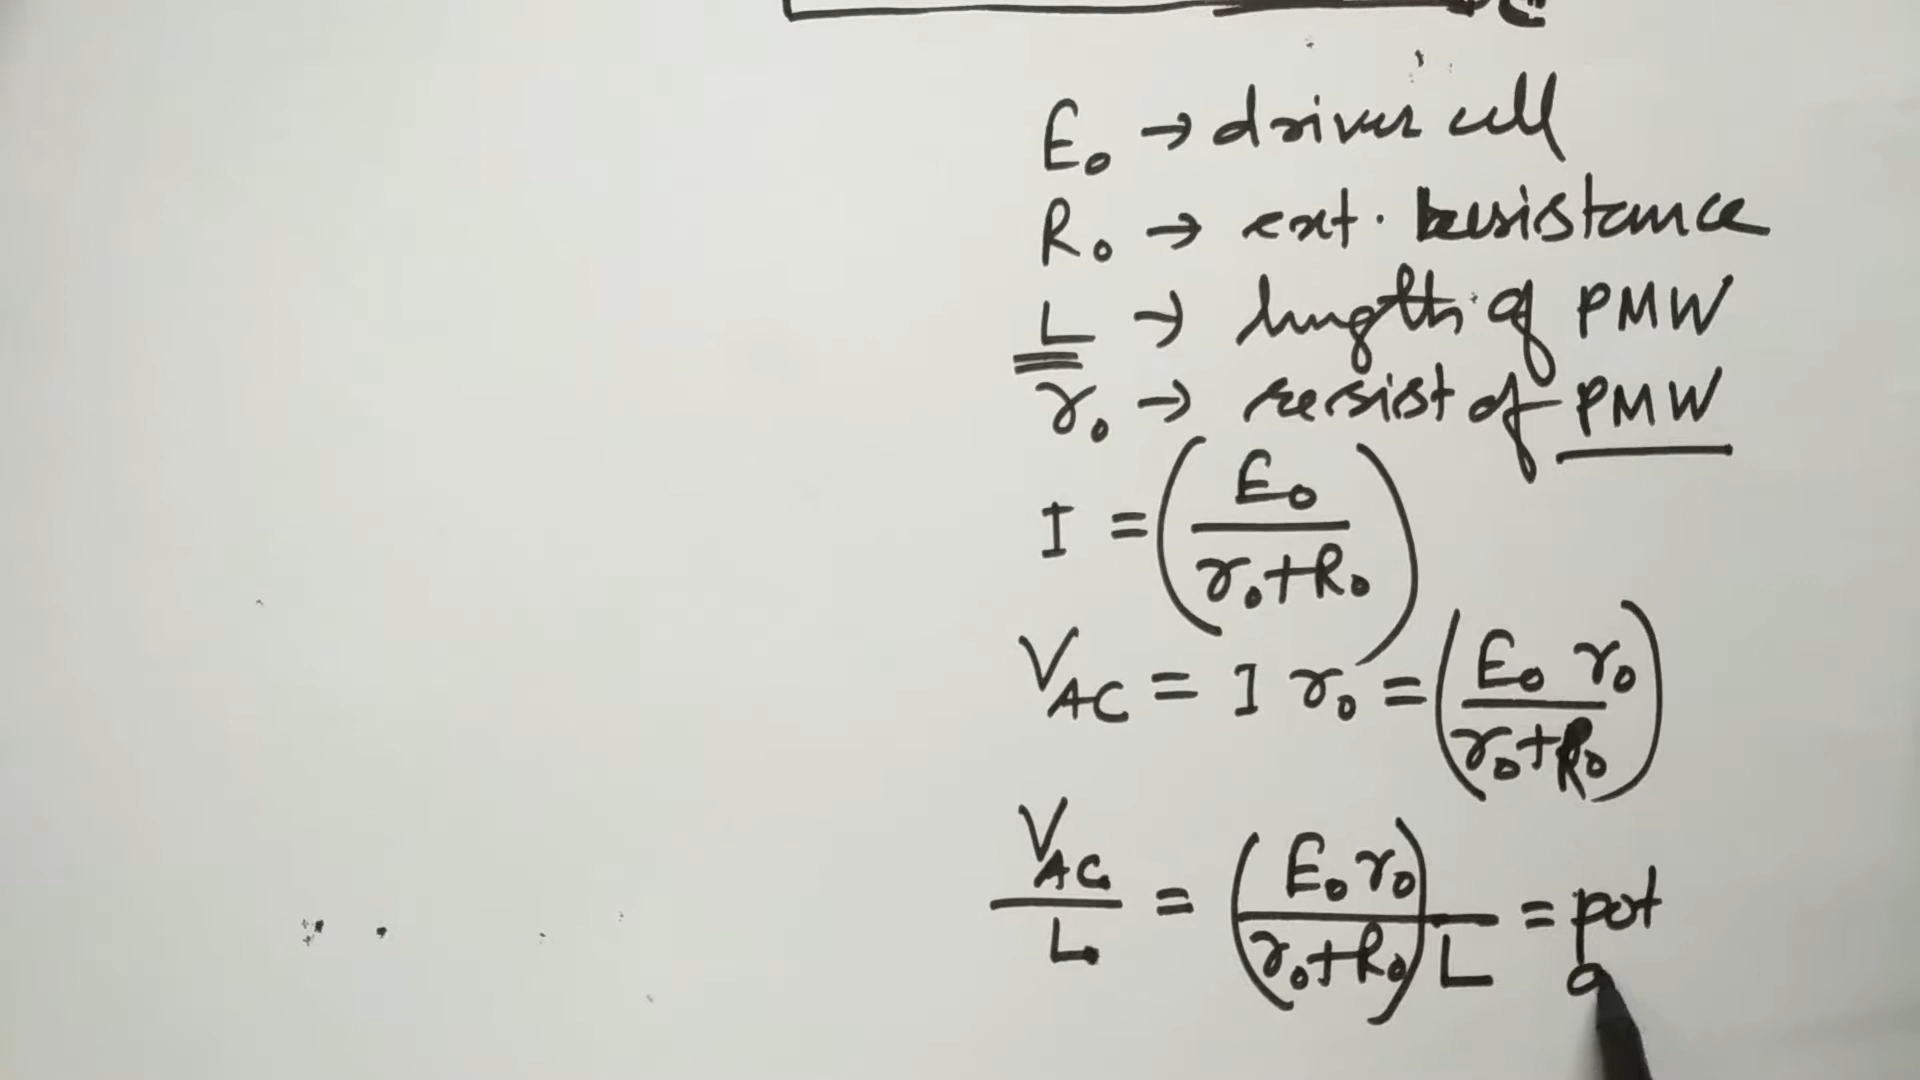 E₀ → driver cell
R₀ → ext. resistance
L → length of PMW
r₀ → resist of PMW
I = (E₀ / (r₀+R₀))
V_AC = I r₀ = (E₀ r₀ / (r₀+R₀))
V_AC / L = (E₀ r₀ / (r₀+R₀)) / L = pot